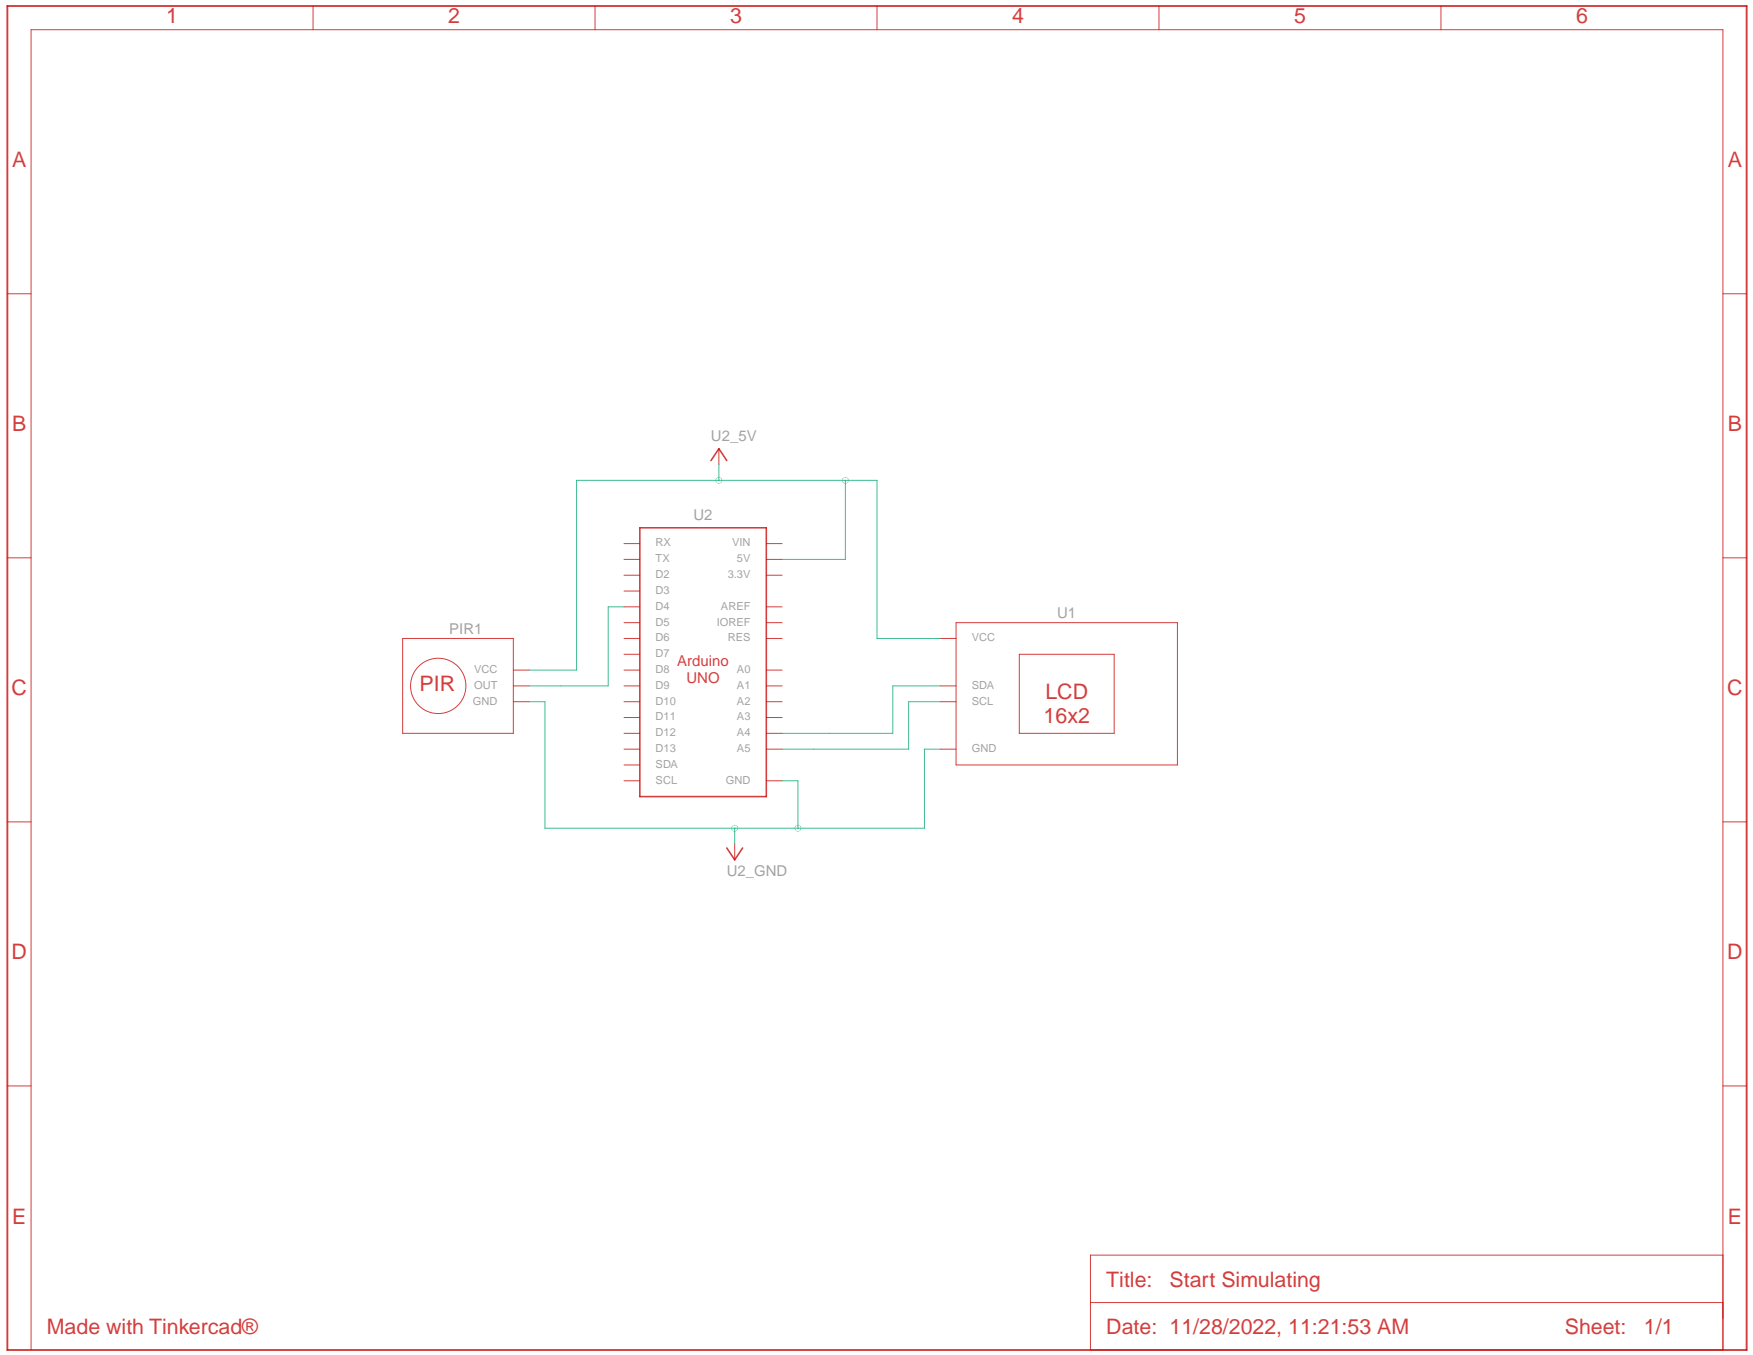 1 2 3 4 5 6
A A
B B
U2_5V
U2
RX VIN
TX 5V
D2 3.3V
D3
D4 AREF
D5 IOREF
D6 RES
D7
D8 A0
D9 A1
D10 A2
D11 A3
D12 A4
D13 A5
SDA
SCL GND
Arduino
UNO
PIR1
PIR
VCC
OUT
GND
U1
VCC
SDA
SCL
GND
LCD
16x2
C C
U2_GND
D D
E E
Title: Start Simulating
Made with Tinkercad®
Date: 11/28/2022, 11:21:53 AM Sheet: 1/1